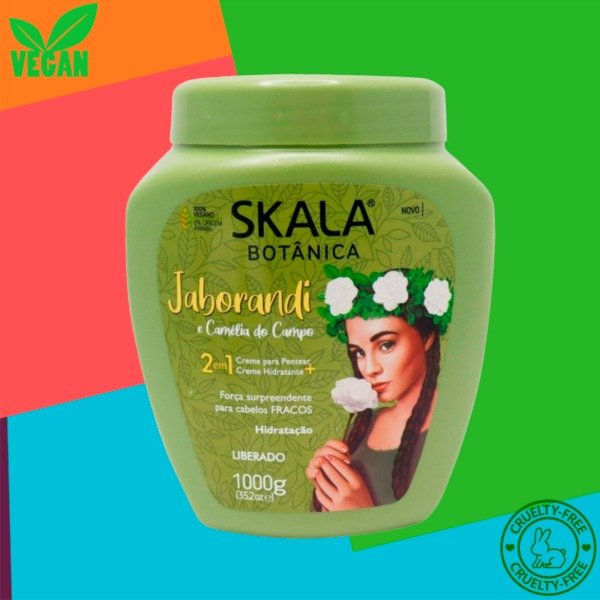 VEGAN
100%
VEGANO
0% ORIGEM
ANIMAL
SKALA®
BOTÂNICA
NOVO
Jaborandi
e Camélia do Campo
2 em 1 Creme para Pentear +
Creme Hidratante
Força surpreendente
para cabelos FRACOS
Hidratação
LIBERADO
1000g
(35.2oz℮)
CRUELTY-FREE
CRUELTY-FREE